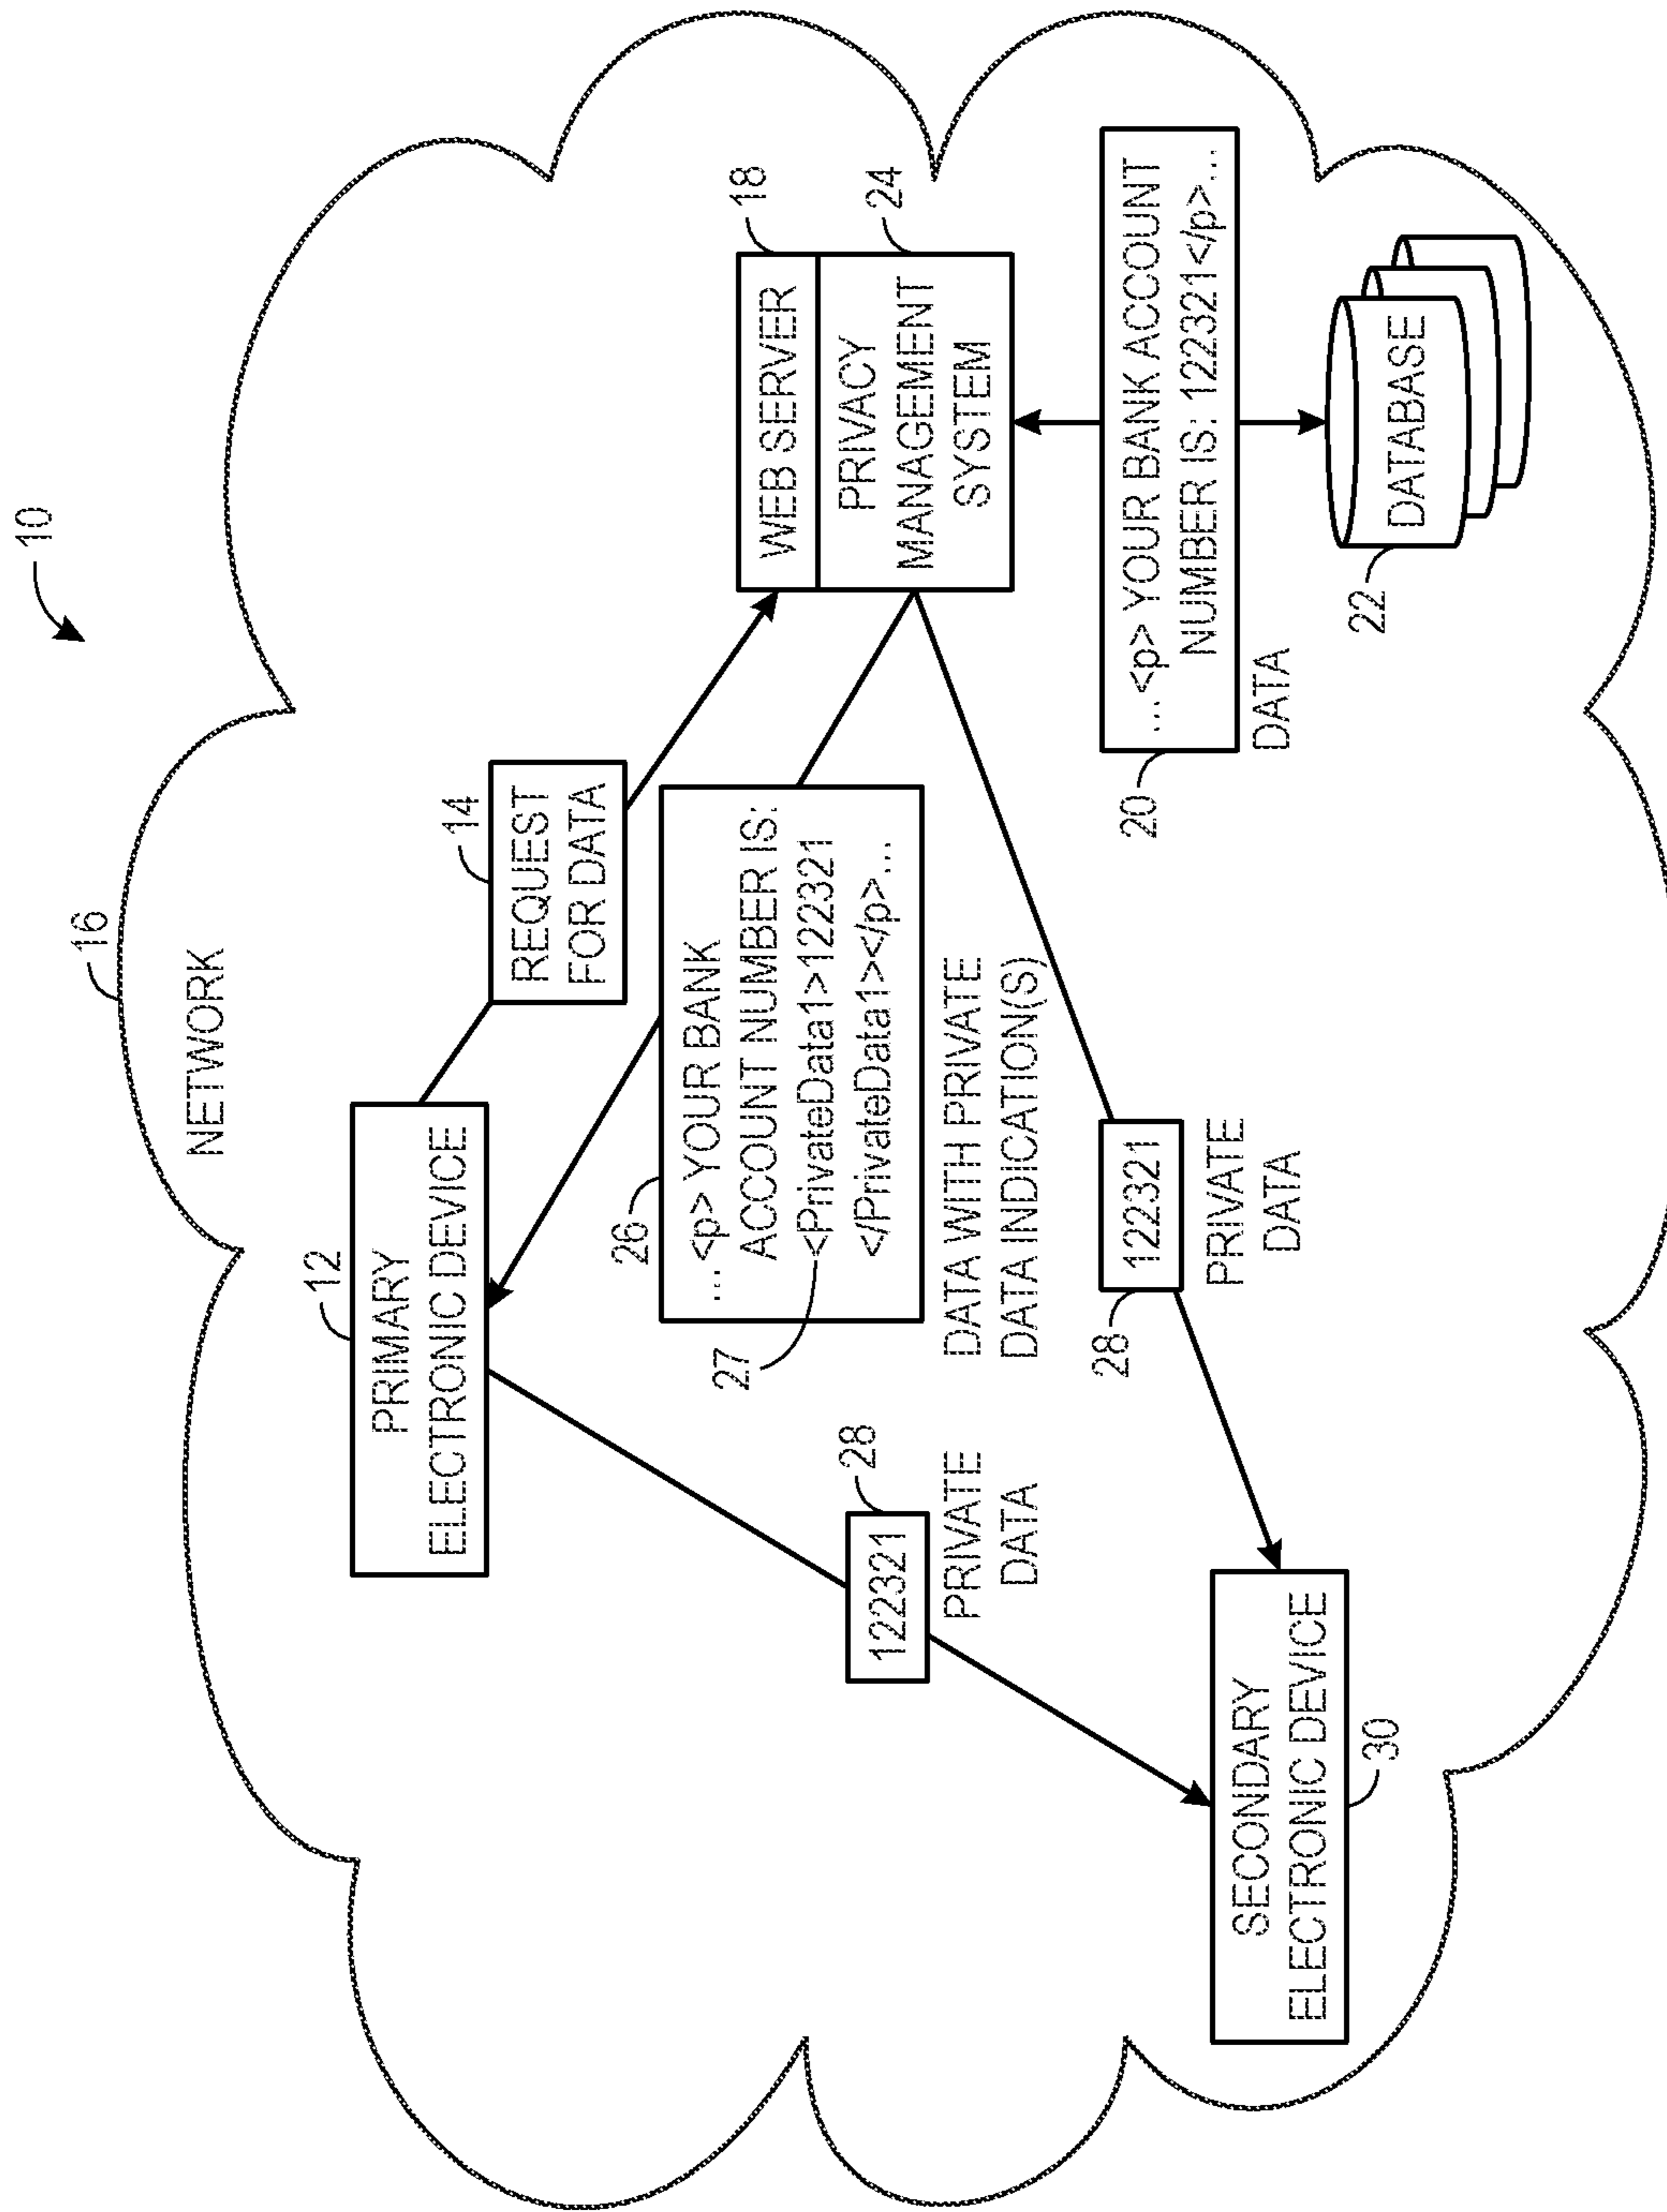 10
16
NETWORK
12
PRIMARY
ELECTRONIC DEVICE
14
REQUEST
FOR DATA
18
WEB SERVER
24
PRIVACY
MANAGEMENT
SYSTEM
26
... <p> YOUR BANK
ACCOUNT NUMBER IS:
<PrivateData1>122321
</PrivateData1></p>...
27
DATA WITH PRIVATE
DATA INDICATION(S)
28
122321
PRIVATE
DATA
28
122321
PRIVATE
DATA
20
... <p> YOUR BANK ACCOUNT
NUMBER IS: 122321</p>...
DATA
22
DATABASE
SECONDARY
ELECTRONIC DEVICE
30